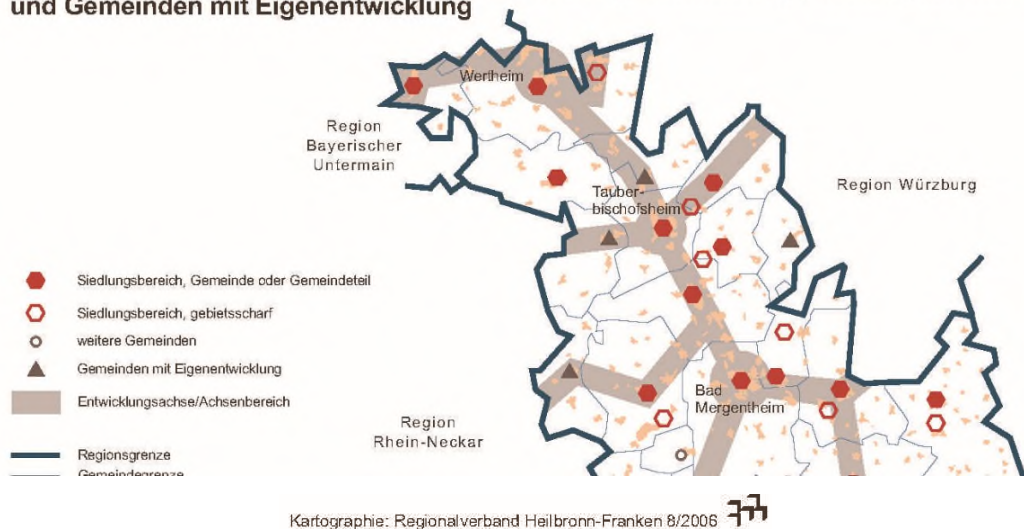 und Gemeinden mit Eigenentwicklung
Wertheim
Region
Bayerischer
Untermain
Tauber-
bischofsheim
Region Würzburg
Siedlungsbereich, Gemeinde oder Gemeindeteil
Siedlungsbereich, gebietsscharf
weitere Gemeinden
Gemeinden mit Eigenentwicklung
Entwicklungsachse/Achsenbereich
Bad
Mergentheim
Region
Rhein-Neckar
Regionsgrenze
Gemeindegrenze
Kartographie: Regionalverband Heilbronn-Franken 8/2006